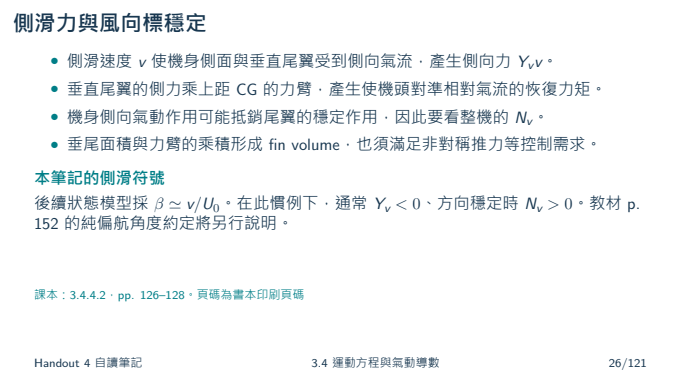 側滑力與風向標穩定
• 側滑速度 v 使機身側面與垂直尾翼受到側向氣流，產生側向力 Yᵥv。
• 垂直尾翼的側力乘上距 CG 的力臂，產生使機頭對準相對氣流的恢復力矩。
• 機身側向氣動作用可能抵銷尾翼的穩定作用，因此要看整機的 Nᵥ。
• 垂尾面積與力臂的乘積形成 fin volume，也須滿足非對稱推力等控制需求。
本筆記的側滑符號
後續狀態模型採 β ≃ v/U₀。在此慣例下，通常 Yᵥ < 0、方向穩定時 Nᵥ > 0。教材 p.
152 的純偏航角度約定將另行說明。
課本：3.4.4.2，pp. 126–128。頁碼為書本印刷頁碼
Handout 4 自讀筆記 3.4 運動方程與氣動導數 26/121